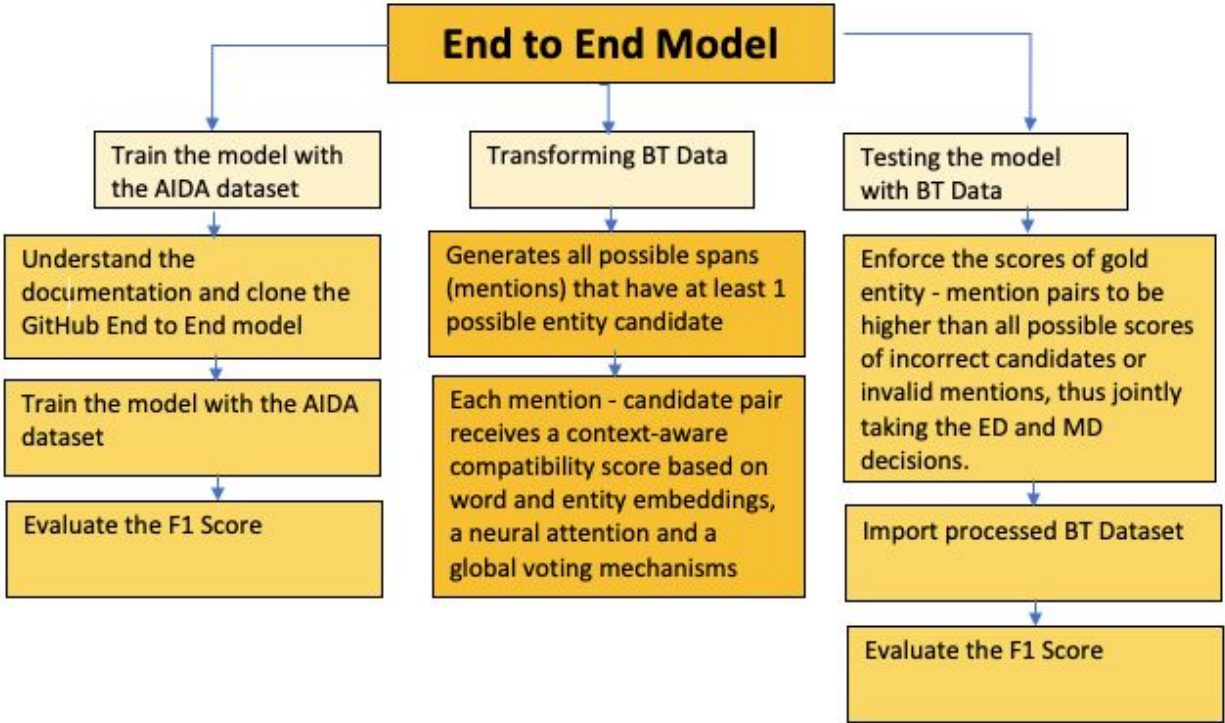 End to End Model
Train the model with
the AIDA dataset
Understand the
documentation and clone the
GitHub End to End model
Train the model with the AIDA
dataset
Evaluate the F1 Score
Transforming BT Data
Generates all possible spans
(mentions) that have at least 1
possible entity candidate
Each mention - candidate pair
receives a context-aware
compatibility score based on
word and entity embeddings,
a neural attention and a
global voting mechanisms
Testing the model
with BT Data
Enforce the scores of gold
entity - mention pairs to be
higher than all possible scores
of incorrect candidates or
invalid mentions, thus jointly
taking the ED and MD
decisions.
Import processed BT Dataset
Evaluate the F1 Score